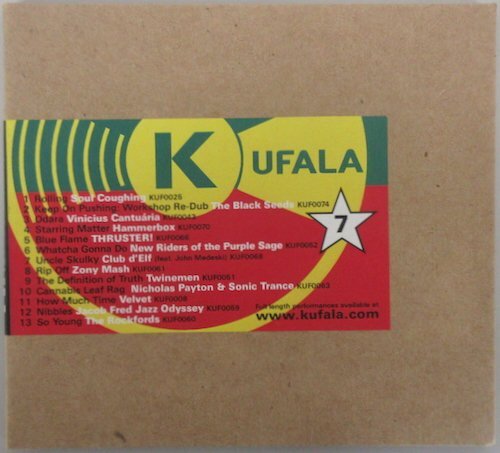 K UFALA
1 Rolling Soul Coughing KUF0025
2 Keep On Pushing: Workshop Re-Dub The Black Seeds KUF0074
3 Ddara Vinicius Cantuária KUF0043
4 Starring Matter Hammerbox KUF0070
5 Blue Flame THRUSTER! KUF0066
6 Whatcha Gonna Do New Riders of the Purple Sage KUF0052
7 Uncle Skulky Club d'Elf (feat. John Medeski) KUF0068
8 Rip Off Zony Mash KUF0061
9 The Definition of Truth Twinemen KUF0051
10 Cannabis Leaf Rag Nicholas Payton & Sonic Trance KUF0063
11 How Much Time Velvet KUF0008
12 Nibbles Jacob Fred Jazz Odyssey KUF0059
13 So Young The Rockfords KUF0060
7
Full length performances available at
www.kufala.com